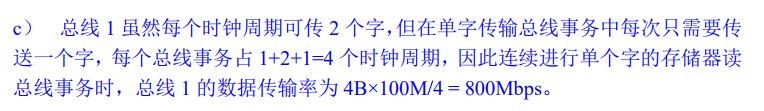 c） 总线 1 虽然每个时钟周期可传 2 个字，但在单字传输总线事务中每次只需要传
送一个字，每个总线事务占 1+2+1=4 个时钟周期，因此连续进行单个字的存储器读
总线事务时，总线 1 的数据传输率为 4B×100M/4 = 800Mbps。